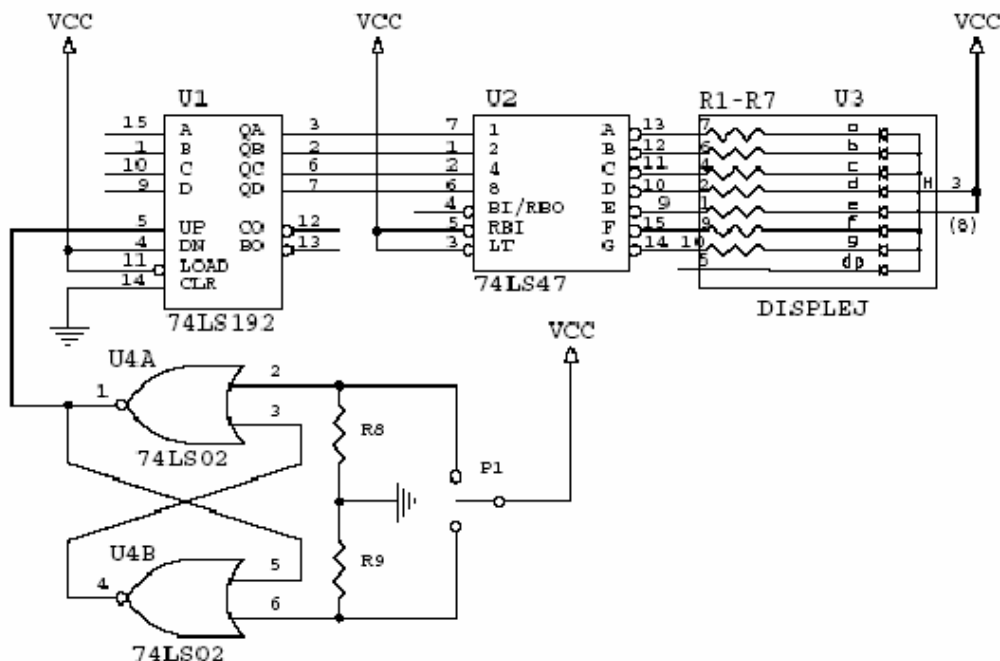 VCC VCC VCC
U1 U2 R1-R7 U3
15 A QA 3 7 1 A 13 7 a
1 B QB 2 1 2 B 12 6 b
10 C QC 6 2 4 C 11 4 c
9 D QD 7 6 8 D 10 2 d H 3
4 BI/RBO E 9 1 e
5 UP CO 12 5 RBI F 15 9 f (8)
4 DN BO 13 3 LT G 14 10 g
11 LOAD 5 dp
14 CLR
74LS192 74LS47 DISPLEJ
VCC
U4A
1 2
3
R8
74LS02
P1
U4B
R9
4 5
6
74LS02